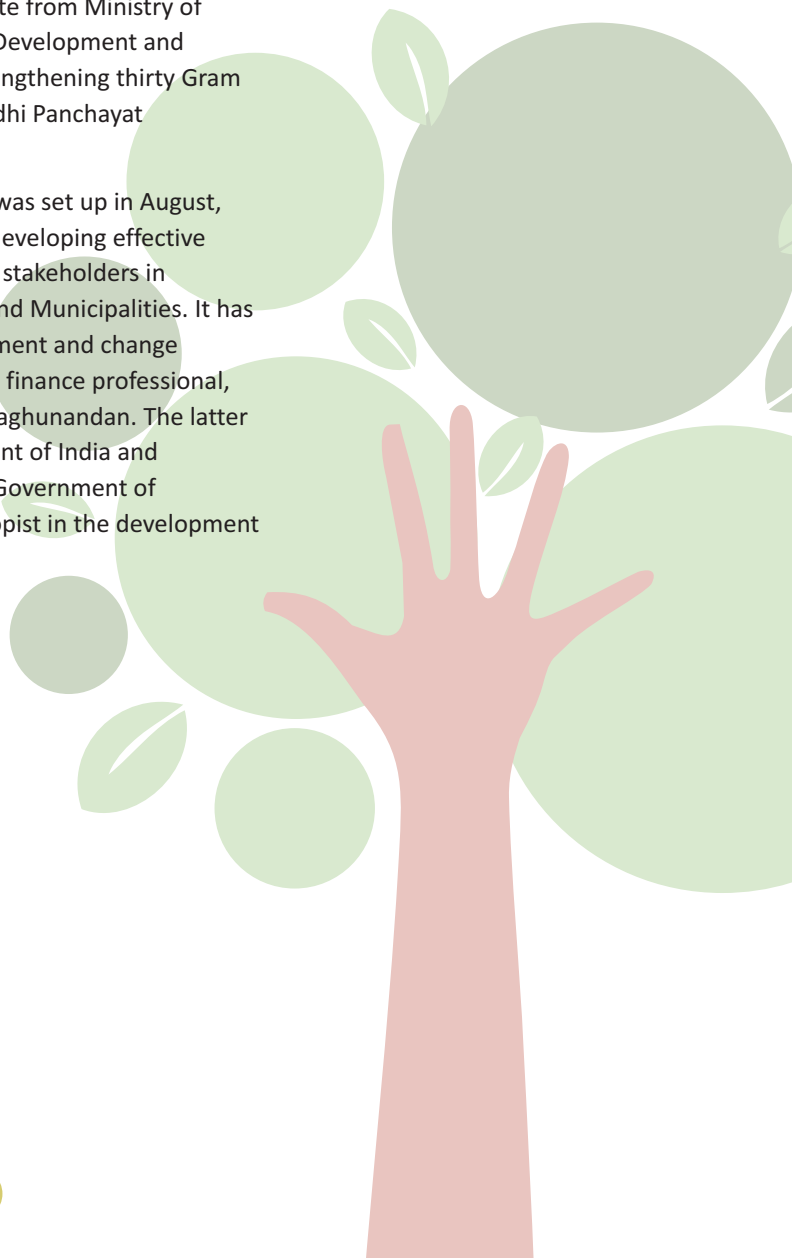 te from Ministry of
Development and
ngthening thirty Gram
dhi Panchayat
was set up in August,
eveloping effective
stakeholders in
nd Municipalities. It has
ment and change
finance professional,
aghunandan. The latter
nt of India and
Government of
pist in the development